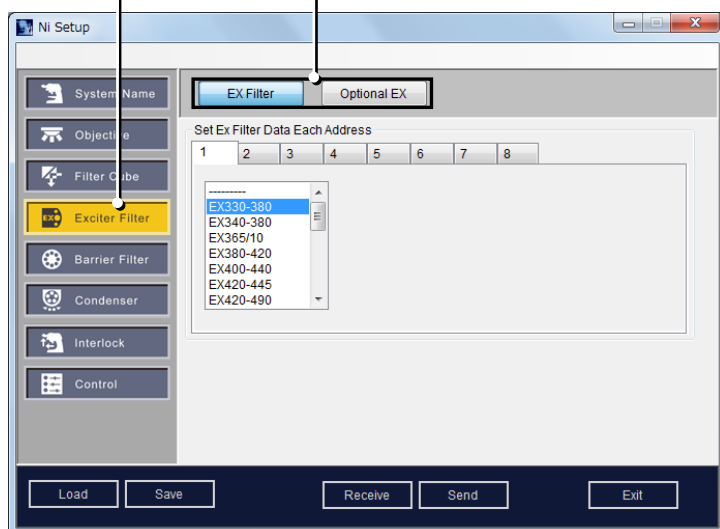 Ni Setup
System Name
Objective
Filter Cube
Exciter Filter
Barrier Filter
Condenser
Interlock
Control
EX Filter
Optional EX
Set Ex Filter Data Each Address
1 2 3 4 5 6 7 8
---------
EX330-380
EX340-380
EX365/10
EX380-420
EX400-440
EX420-445
EX420-490
Load Save Receive Send Exit